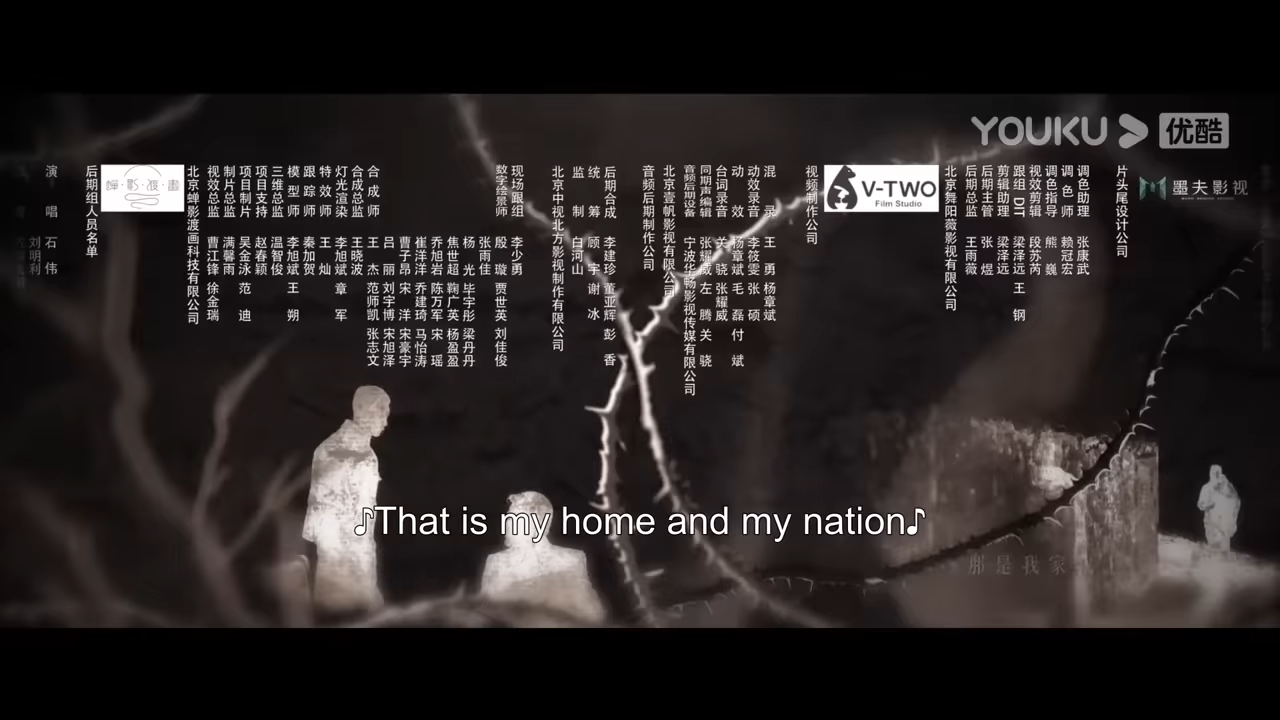 YOUKU 优酷
墨夫影视
片头尾设计公司
调色助理 张康武
调色师 赖冠宏
调色指导 熊巍
视效剪辑 段苏芮
跟组DIT 梁泽远 王钢
剪辑助理 梁泽远
后期主管 张煜
后期总监 王雨薇
北京舞阳薇影视有限公司
V-TWO
Film Studio
视频制作公司
混录 王勇 杨章斌
动效录音 李筱雯 张硕
动效 杨章斌 毛磊 付斌
台词录音 关骁 张耀威
同期声编辑 张耀威 左腾 关骁
音频后期设备 宁波华畅影视传媒有限公司
北京壹帆影视有限公司
音频后期制作公司
后期合成 李建珍 董亚辉 彭香
统筹 顾宇 谢冰
监制 白河山
北京中视北方影视制作有限公司
现场跟组 李少勇
数字绘景师 殷璇 贾世英 刘佳俊
张雨佳
杨光 毕宇彤 梁丹丹
焦世超 鞠广英 杨盈盈
乔旭岩 陈万军 宋瑶
崔洋洋 乔建琦 马怡涛
曹子昂 宋洋 宋豪宇
吕丽 刘宇博 宋旭泽
合成师 王杰 范师凯 张志文
合成总监 王晓波
灯光渲染 李旭斌 章军
特效师 王灿
跟踪师 秦加贺
模型师 李旭斌 王朔
三维总监 温智俊
项目支持 赵春颖
项目制片 吴金泳 范迪
制片总监 满馨雨
视效总监 曹江锋 徐金瑞
北京蝉影渡画科技有限公司
后期组人员名单
演唱 石伟
刘明利
♪That is my home and my nation♪
那是我家